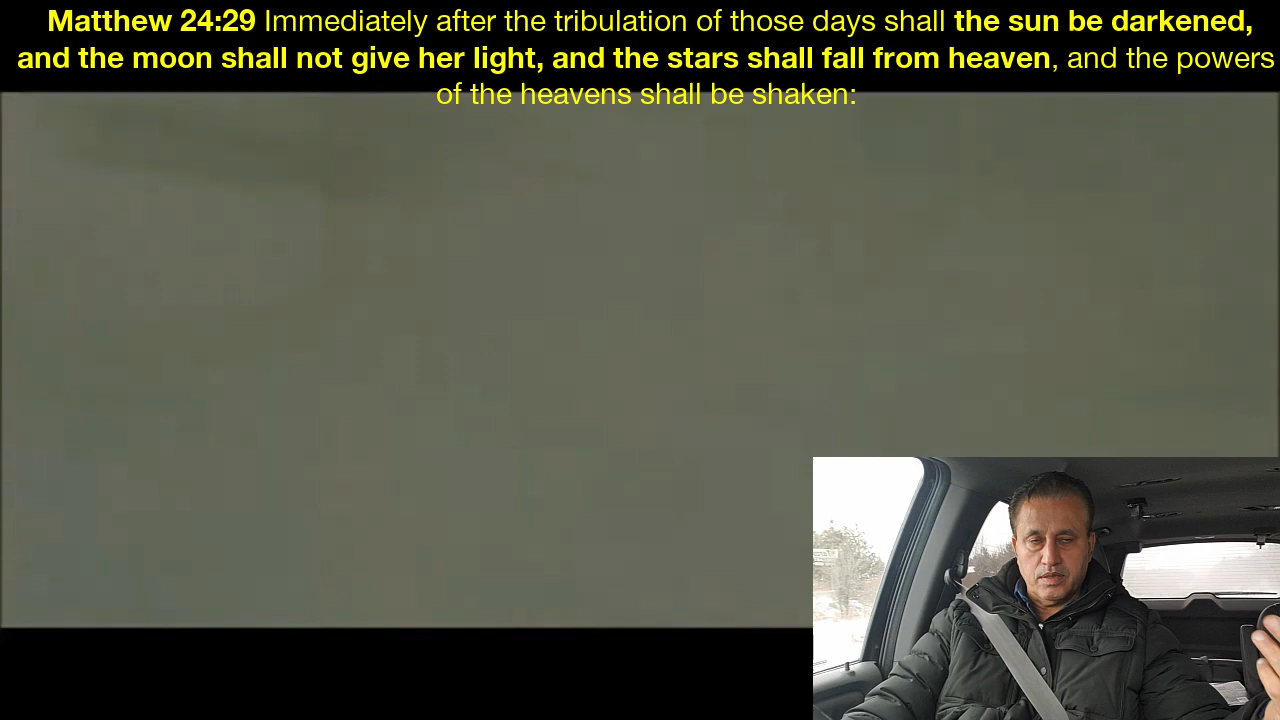 Matthew 24:29 Immediately after the tribulation of those days shall the sun be darkened,
and the moon shall not give her light, and the stars shall fall from heaven, and the powers
of the heavens shall be shaken: